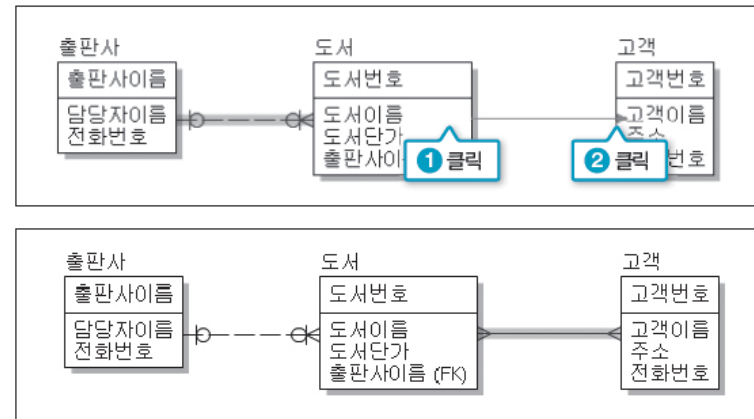 출판사
출판사이름
담당자이름
전화번호
도서
도서번호
도서이름
도서단가
출판사이
1 클릭
고객
고객번호
고객이름
주소
번호
2 클릭
출판사
출판사이름
담당자이름
전화번호
도서
도서번호
도서이름
도서단가
출판사이름 (FK)
고객
고객번호
고객이름
주소
전화번호